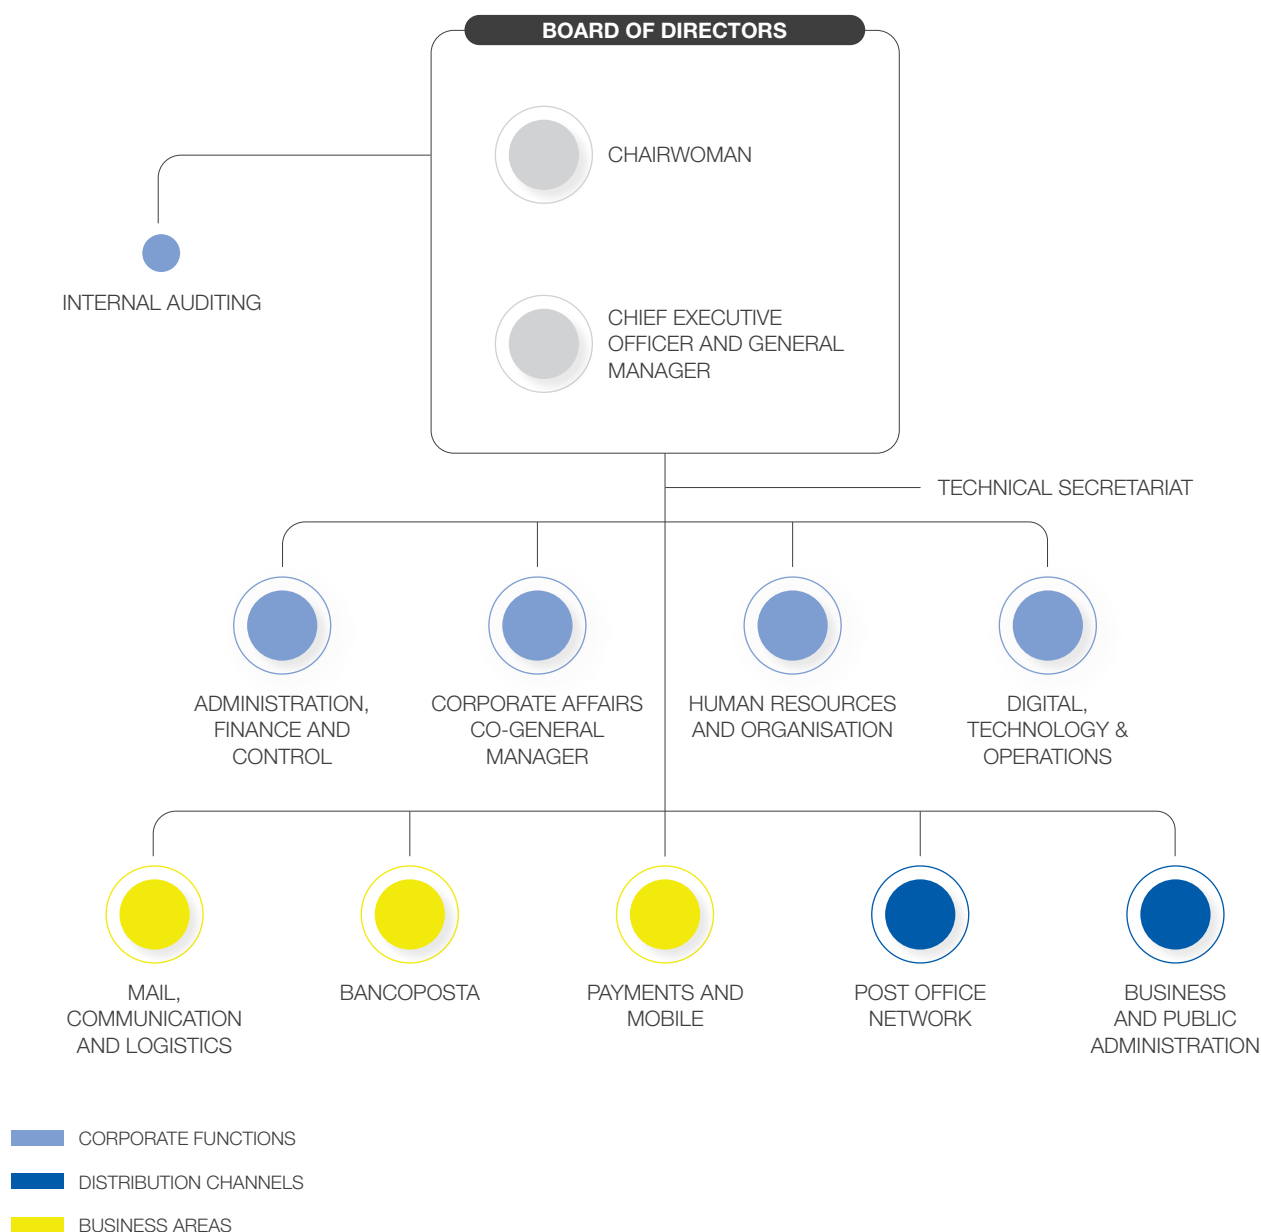 BOARD OF DIRECTORS
CHAIRWOMAN
INTERNAL AUDITING
CHIEF EXECUTIVE
OFFICER AND GENERAL
MANAGER
TECHNICAL SECRETARIAT
ADMINISTRATION,
FINANCE AND
CONTROL
CORPORATE AFFAIRS
CO-GENERAL
MANAGER
HUMAN RESOURCES
AND ORGANISATION
DIGITAL,
TECHNOLOGY &
OPERATIONS
MAIL,
COMMUNICATION
AND LOGISTICS
BANCOPOSTA
PAYMENTS AND
MOBILE
POST OFFICE
NETWORK
BUSINESS
AND PUBLIC
ADMINISTRATION
CORPORATE FUNCTIONS
DISTRIBUTION CHANNELS
BUSINESS AREAS